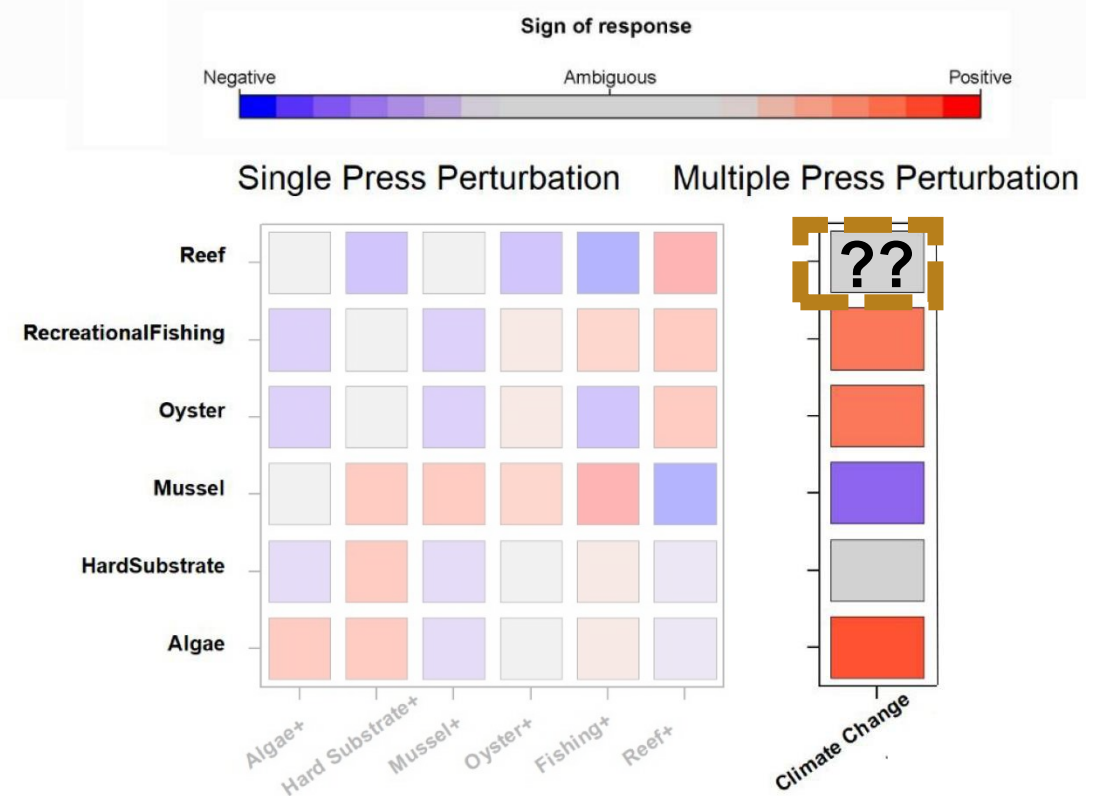 Sign of response
Negative Ambiguous Positive
Single Press Perturbation Multiple Press Perturbation
Reef ??
RecreationalFishing
Oyster
Mussel
HardSubstrate
Algae
Algae+ Hard Substrate+ Mussel+ Oyster+ Fishing+ Reef+ Climate Change